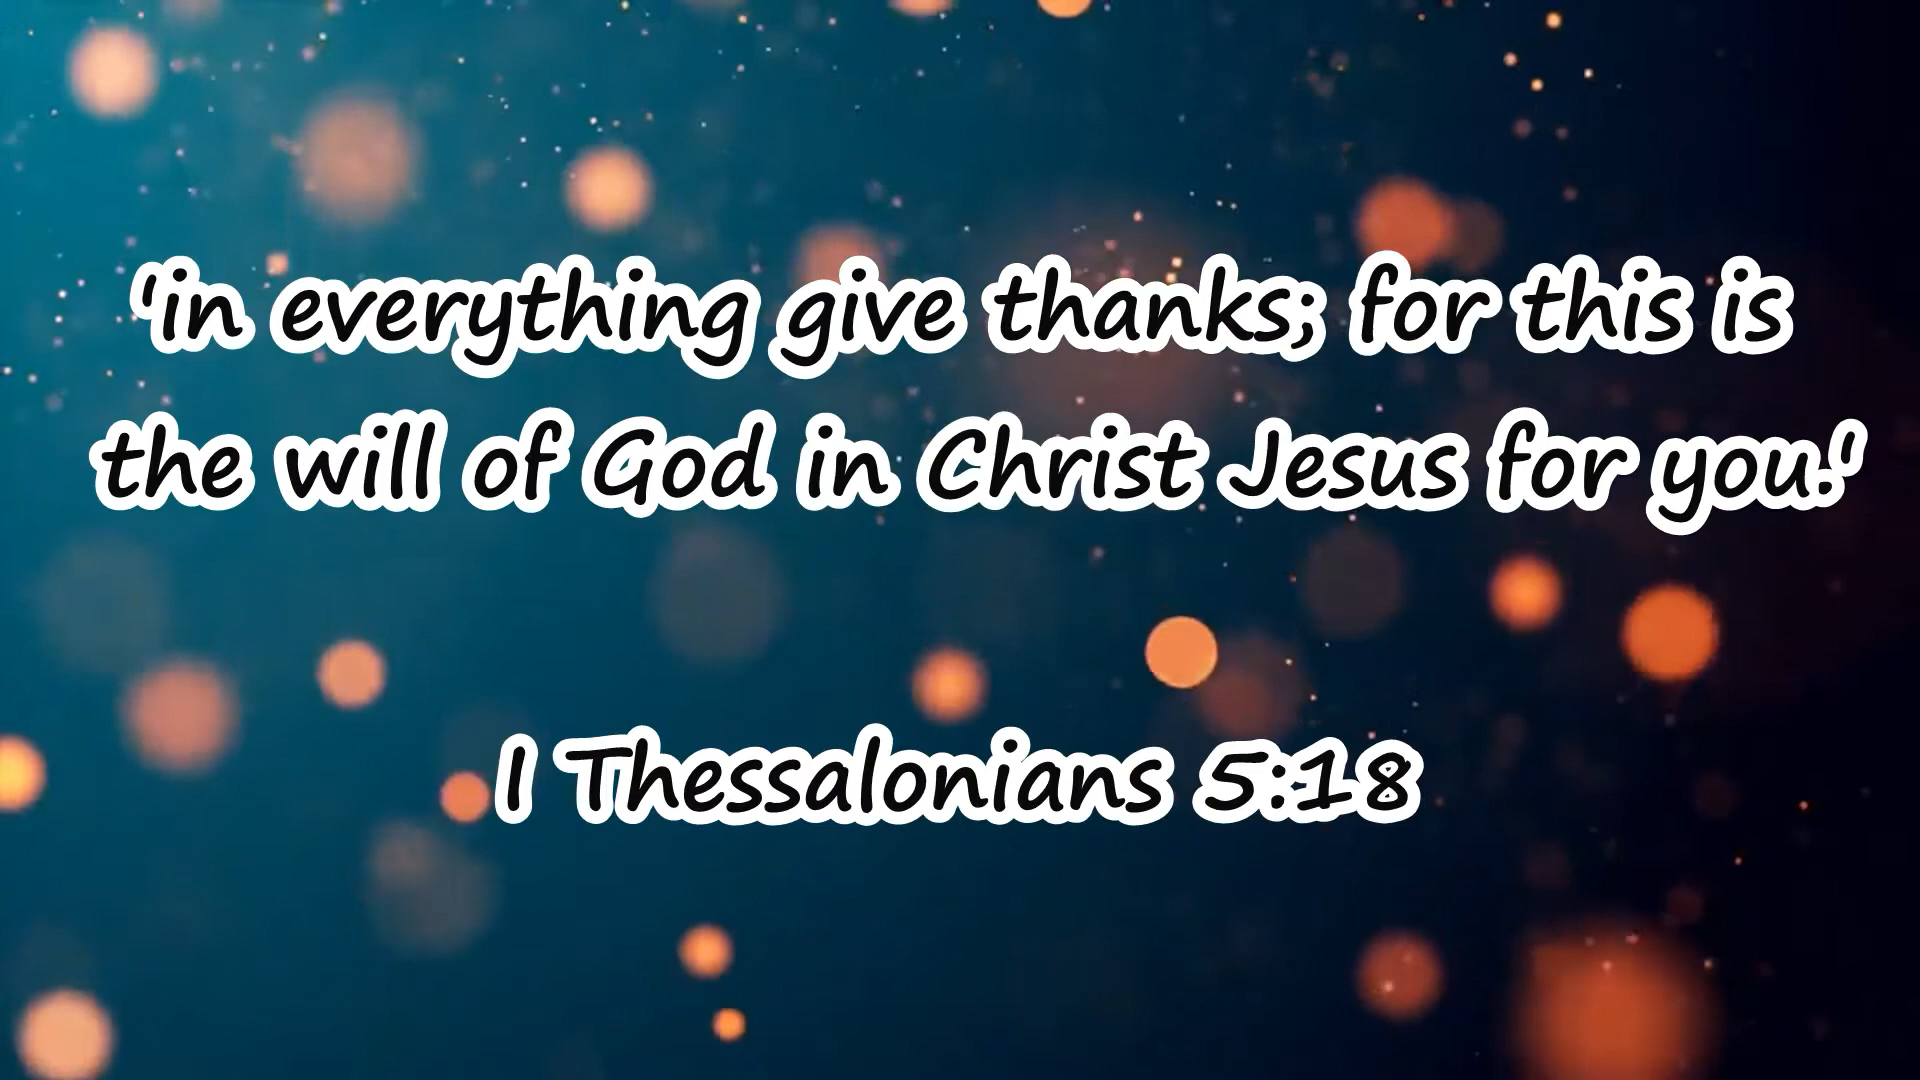 'in everything give thanks; for this is
the will of God in Christ Jesus for you.'
I Thessalonians 5:18